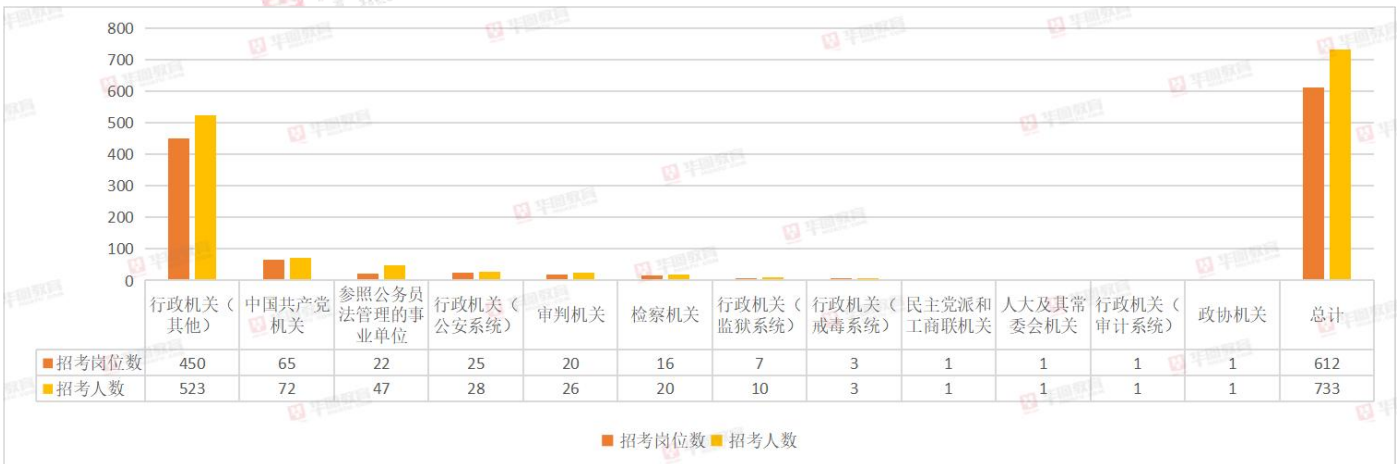 800
700
600
500
400
300
200
100
0
行政机关（其他） 中国共产党机关 参照公务员法管理的事业单位 行政机关（公安系统） 审判机关 检察机关 行政机关（监狱系统） 行政机关（戒毒系统） 民主党派和工商联机关 人大及其常委会机关 行政机关（审计系统） 政协机关 总计
招考岗位数 450 65 22 25 20 16 7 3 1 1 1 1 612
招考人数 523 72 47 28 26 20 10 3 1 1 1 1 733
招考岗位数 招考人数
华图教育